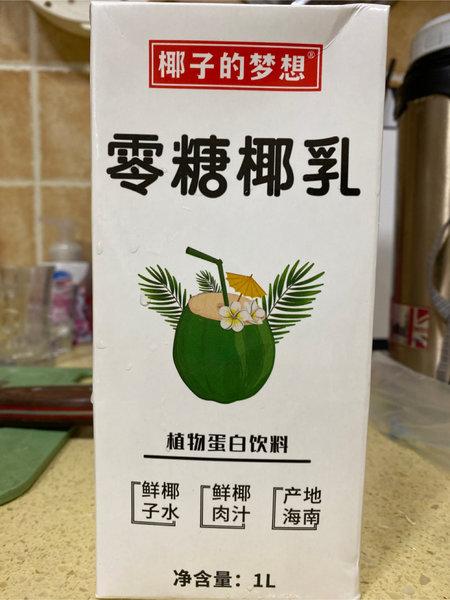 椰子的梦想®
零糖椰乳
植物蛋白饮料
鲜椰 鲜椰 产地
子水 肉汁 海南
净含量：1L